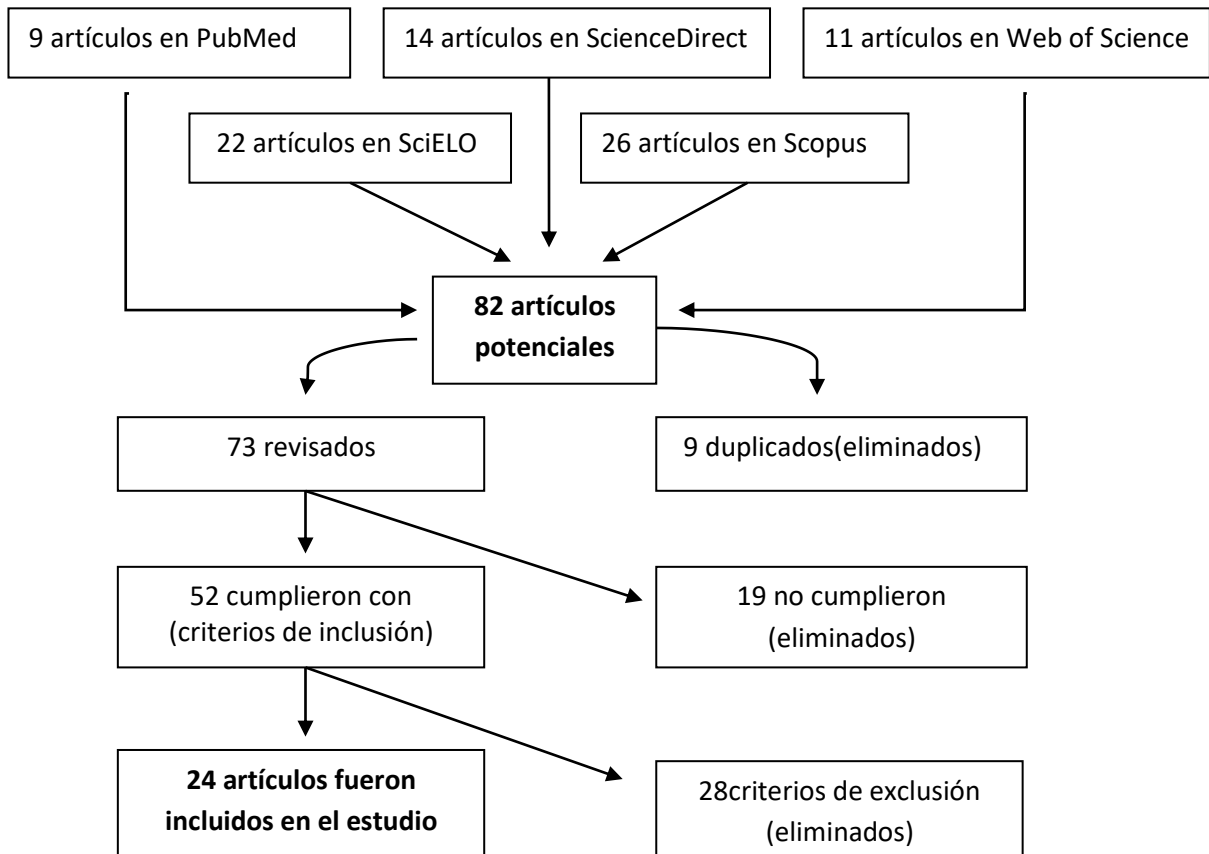 9 artículos en PubMed
14 artículos en ScienceDirect
11 artículos en Web of Science
22 artículos en SciELO
26 artículos en Scopus
82 artículos
potenciales
73 revisados
9 duplicados(eliminados)
52 cumplieron con
(criterios de inclusión)
19 no cumplieron
(eliminados)
24 artículos fueron
incluidos en el estudio
28criterios de exclusión
(eliminados)